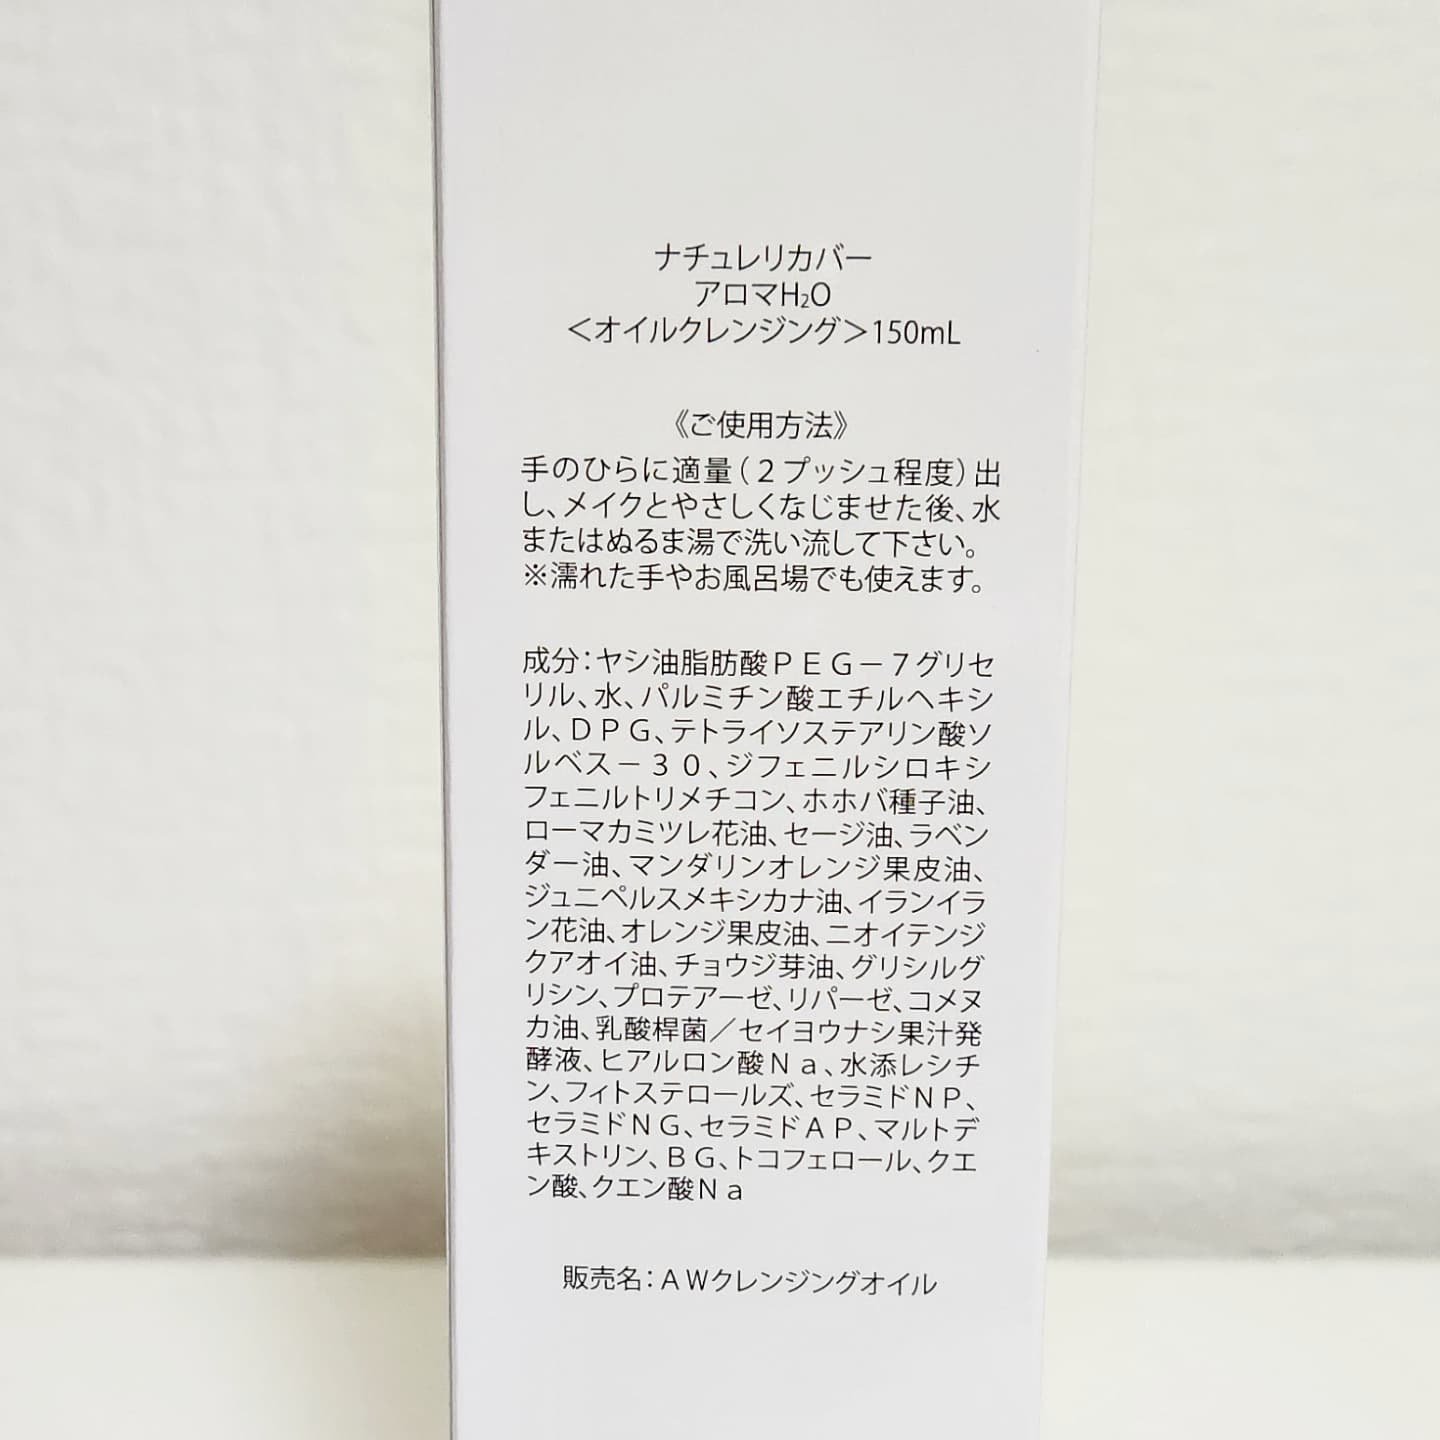 ナチュレリカバー
アロマH₂O
＜オイルクレンジング＞150mL
《ご使用方法》
手のひらに適量(２プッシュ程度)出
し、メイクとやさしくなじませた後、水
またはぬるま湯で洗い流して下さい。
※濡れた手やお風呂場でも使えます。
成分：ヤシ油脂肪酸ＰＥＧ－７グリセ
リル、水、パルミチン酸エチルヘキシ
ル、ＤＰＧ、テトライソステアリン酸ソ
ルベス－３０、ジフェニルシロキシ
フェニルトリメチコン、ホホバ種子油、
ローマカミツレ花油、セージ油、ラベン
ダー油、マンダリンオレンジ果皮油、
ジュニペルスメキシカナ油、イランイラ
ン花油、オレンジ果皮油、ニオイテンジ
クアオイ油、チョウジ芽油、グリシルグ
リシン、プロテアーゼ、リパーゼ、コメヌ
カ油、乳酸桿菌／セイヨウナシ果汁発
酵液、ヒアルロン酸Ｎａ、水添レシチ
ン、フィトステロールズ、セラミドＮＰ、
セラミドＮＧ、セラミドＡＰ、マルトデ
キストリン、ＢＧ、トコフェロール、クエ
ン酸、クエン酸Ｎａ
販売名：ＡＷクレンジングオイル